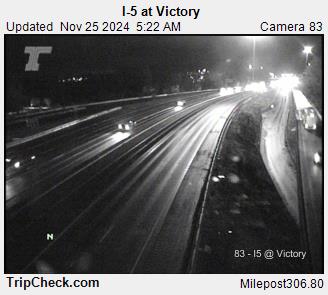 I-5 at Victory
Updated Nov 25 2024 5:22 AM Camera 83
T
N
83 - I5 @ Victory
TripCheck.com Milepost306.80